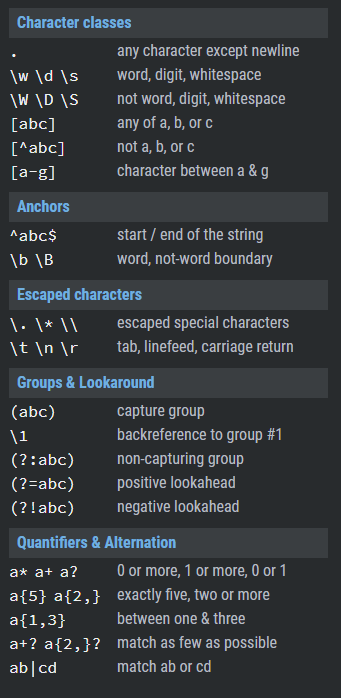 Character classes
. any character except newline
\w \d \s word, digit, whitespace
\W \D \S not word, digit, whitespace
[abc] any of a, b, or c
[^abc] not a, b, or c
[a-g] character between a & g
Anchors
^abc$ start / end of the string
\b \B word, not-word boundary
Escaped characters
\. \* \\ escaped special characters
\t \n \r tab, linefeed, carriage return
Groups & Lookaround
(abc) capture group
\1 backreference to group #1
(?:abc) non-capturing group
(?=abc) positive lookahead
(?!abc) negative lookahead
Quantifiers & Alternation
a* a+ a? 0 or more, 1 or more, 0 or 1
a{5} a{2,} exactly five, two or more
a{1,3} between one & three
a+? a{2,}? match as few as possible
ab|cd match ab or cd